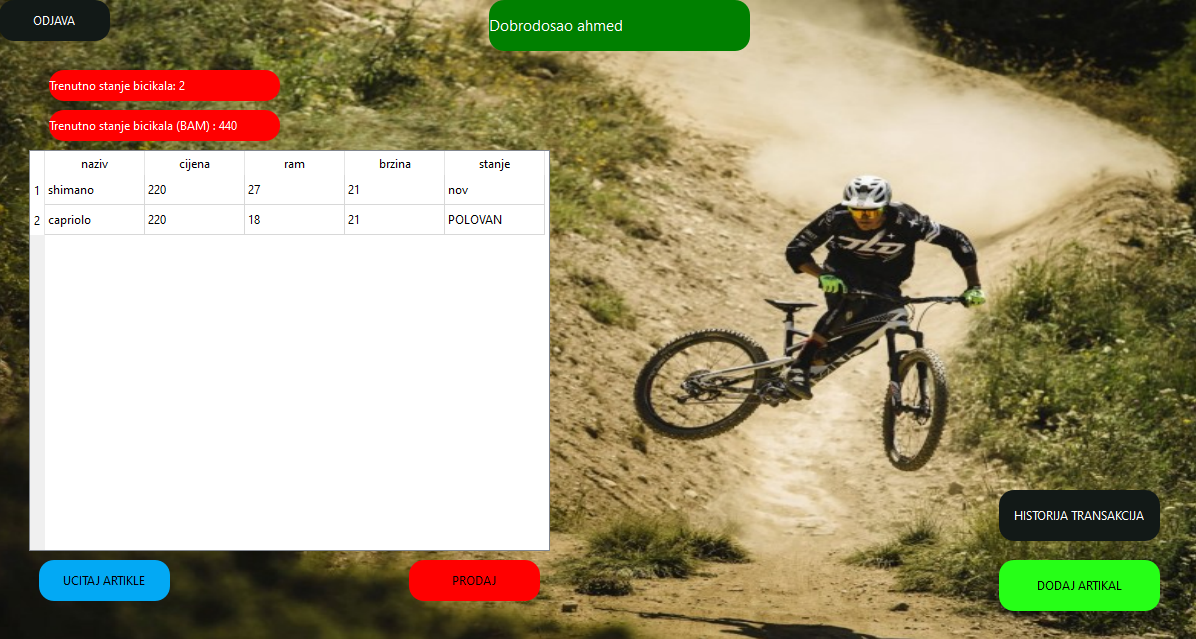 ODJAVA
Dobrodosao ahmed
Trenutno stanje bicikala: 2
Trenutno stanje bicikala (BAM) : 440
naziv cijena ram brzina stanje
1 shimano 220 27 21 nov
2 capriolo 220 18 21 POLOVAN
TLD
HISTORIJA TRANSAKCIJA
UCITAJ ARTIKLE PRODAJ DODAJ ARTIKAL